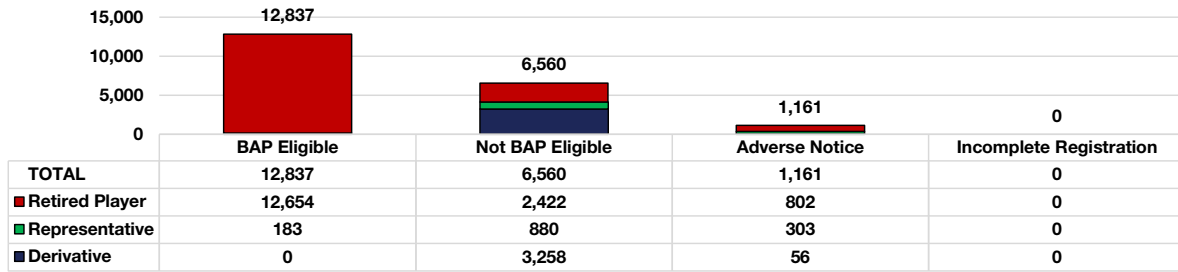 15,000
12,837
10,000
6,560
5,000
1,161
0
0
BAP Eligible Not BAP Eligible Adverse Notice Incomplete Registration
TOTAL 12,837 6,560 1,161 0
Retired Player 12,654 2,422 802 0
Representative 183 880 303 0
Derivative 0 3,258 56 0